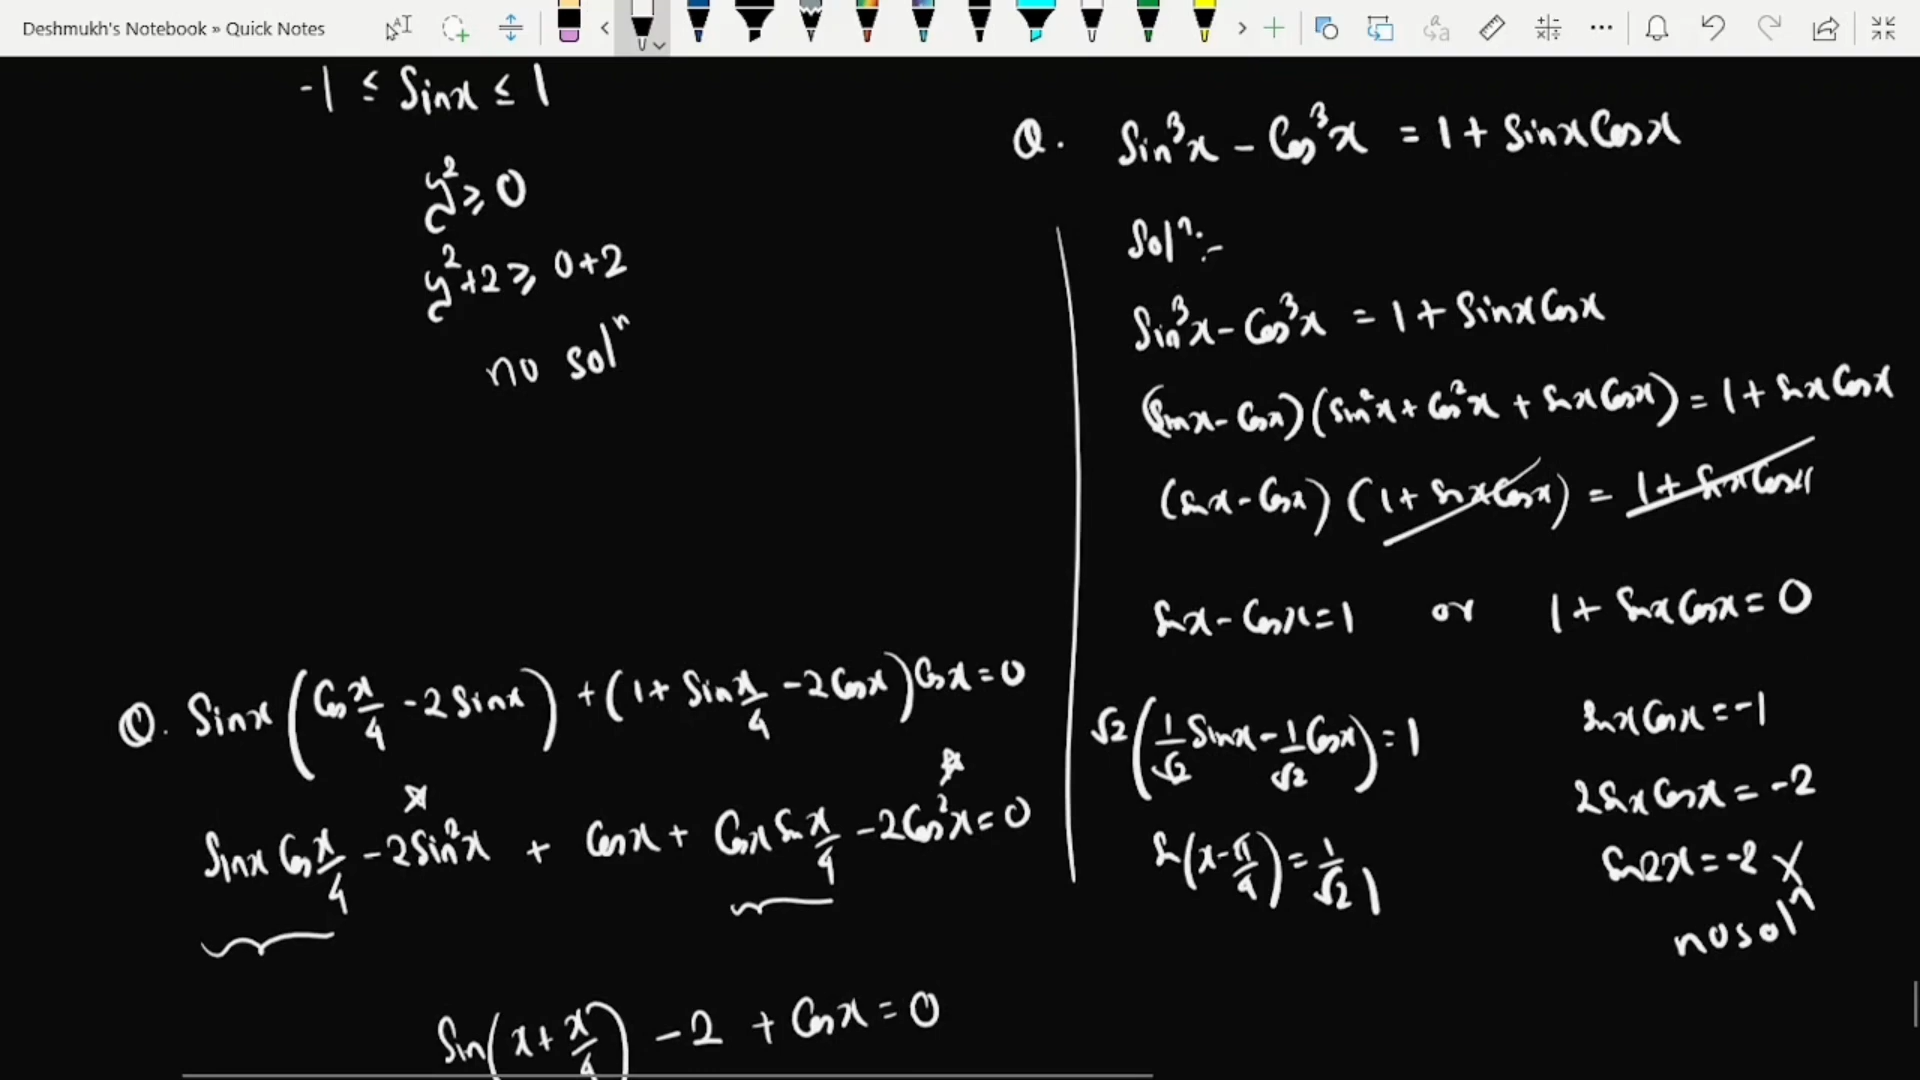 Deshmukh's Notebook » Quick Notes
-1 ≤ Sinx ≤ 1
y² ≥ 0
y²+2 ≥ 0+2
no solⁿ
Q. Sinx (Cos x/4 - 2Sinx) + (1 + Sin x/4 - 2Cosx) Cosx = 0
Sinx Cos x/4 - 2Sin²x + Cosx + Cosx Sin x/4 - 2Cos²x = 0
Sin(x + x/4) - 2 + Cosx = 0
Q. Sin³x - Cos³x = 1 + SinxCosx
Solⁿ:-
Sin³x - Cos³x = 1 + SinxCosx
(Sinx - Cosx)(Sin²x + Cos²x + SinxCosx) = 1 + SinxCosx
(Sinx - Cosx) (1 + SinxCosx) = 1 + SinxCosx
Sinx - Cosx = 1 or 1 + SinxCosx = 0
√2 (1/√2 Sinx - 1/√2 Cosx) = 1
Sin(x - π/4) = 1/√2
SinxCosx = -1
2SinxCosx = -2
Sin2x = -2 X
no solⁿ